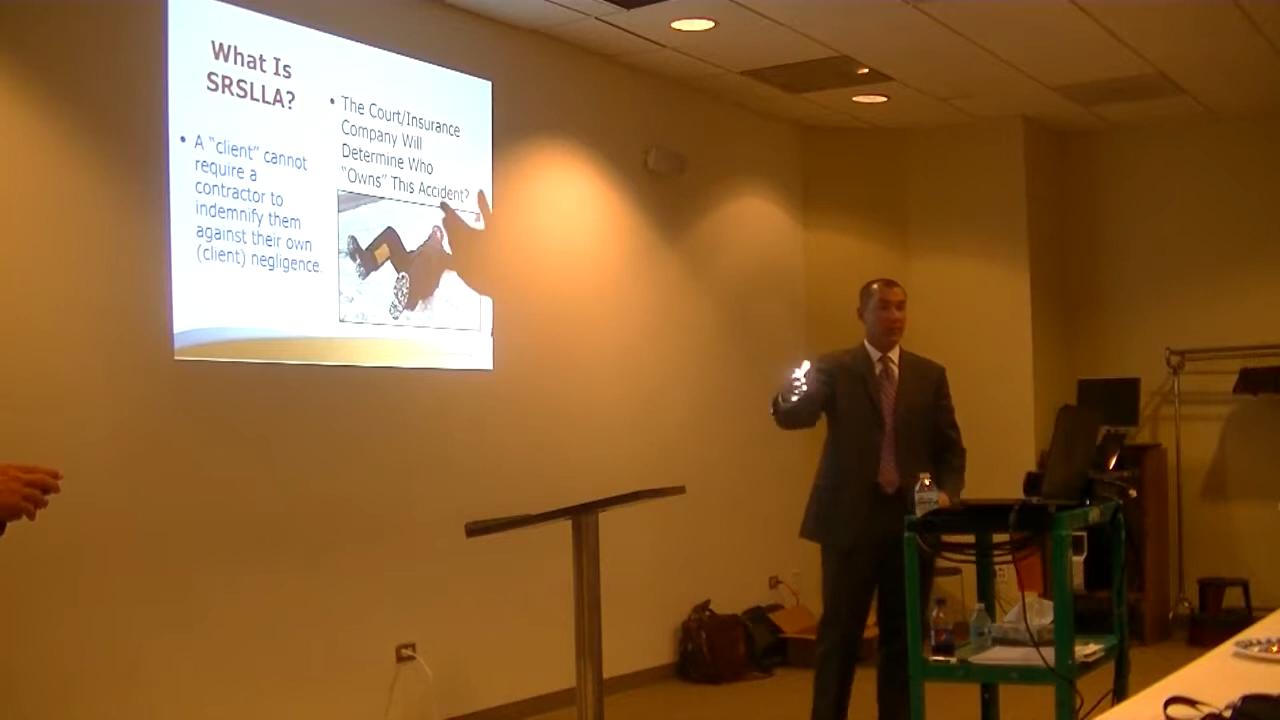 What Is
SRSLLA?
• A "client" cannot
require a
contractor to
indemnify them
against their own
(client) negligence.
• The Court/Insurance
Company Will
Determine Who
"Owns" This Accident?